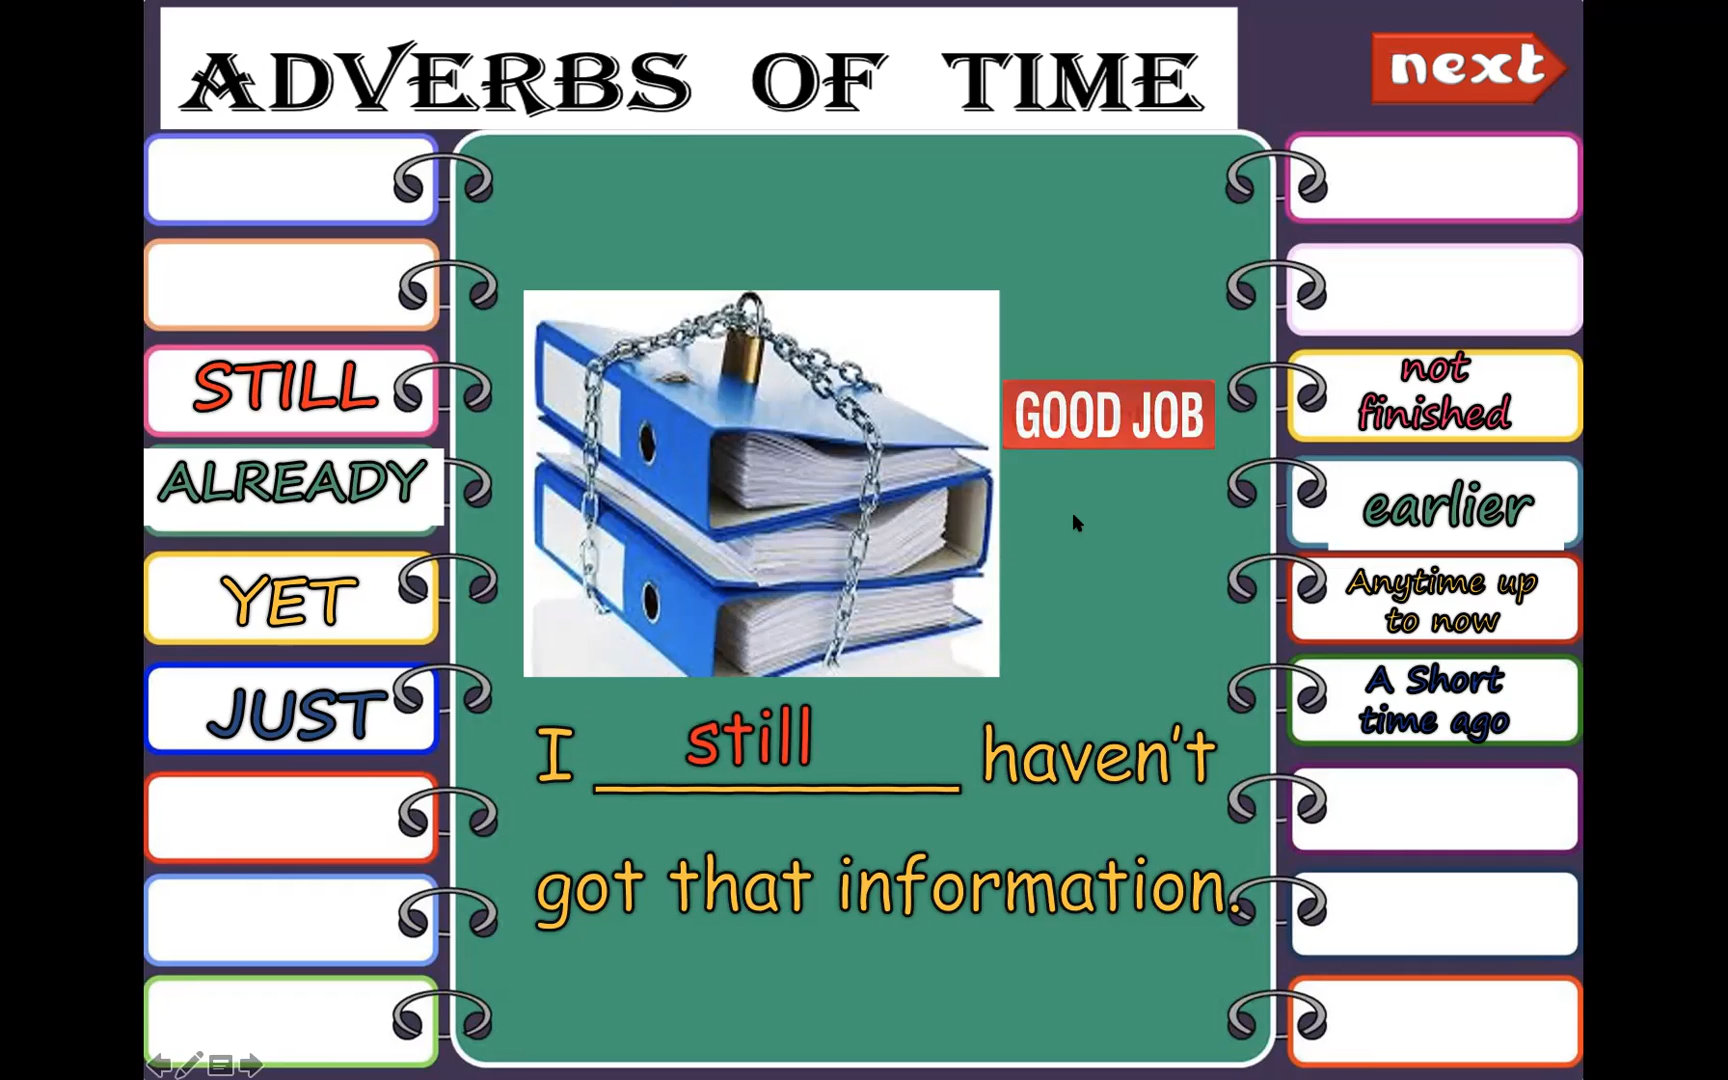 ADVERBS OF TIME
next
STILL
ALREADY
YET
JUST
GOOD JOB
I still haven't
got that information.
not
finished
earlier
Anytime up
to now
A Short
time ago